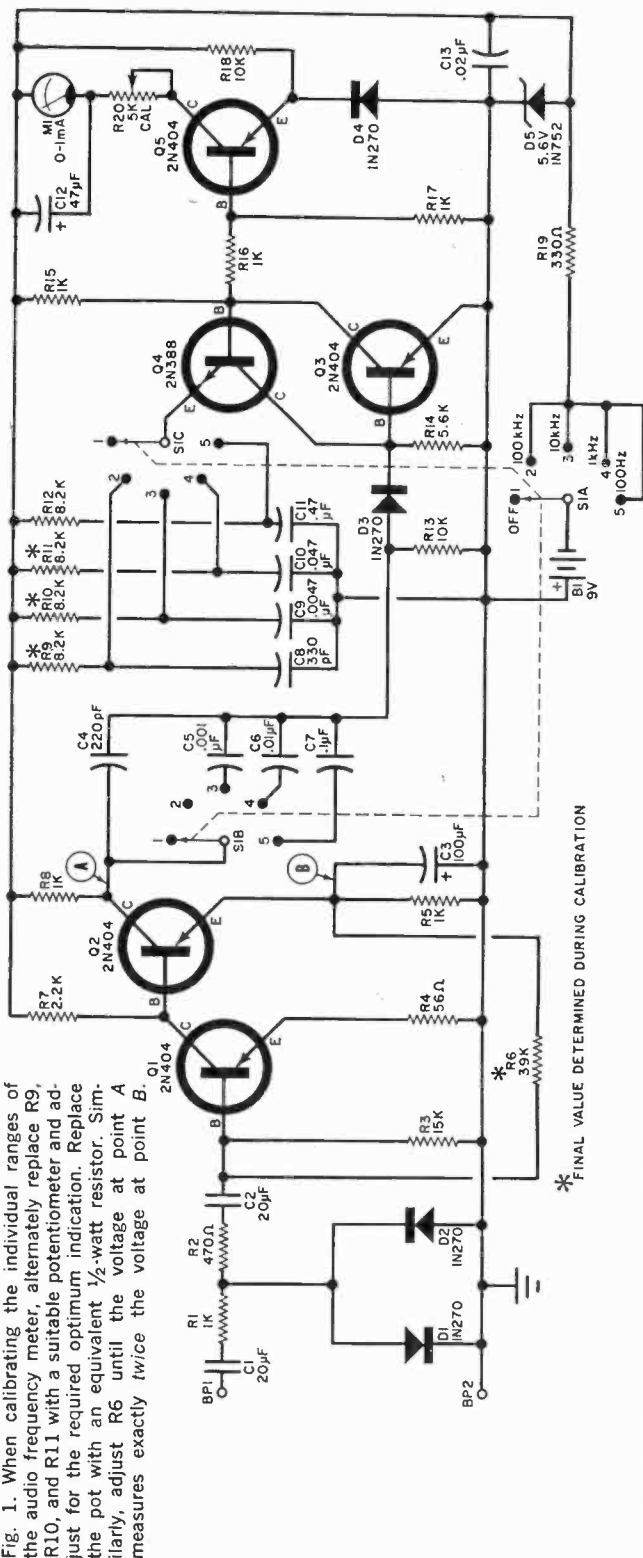 Fig. 1. When calibrating the individual ranges of
the audio frequency meter, alternately replace R9,
R10, and R11 with a suitable potentiometer and ad-
just for the required optimum indication. Replace
the pot with an equivalent ½-watt resistor. Sim-
ilarly, adjust R6 until the voltage at point A
measures exactly twice the voltage at point B.
BP1
C1
20µF
R1
1K
R2
470Ω
C2
20µF
D1
1N270
D2
1N270
BP2
R3
15K
Q1
2N404
B
C
E
R4
56Ω
* R6
39K
R7
2.2K
Q2
2N404
B
C
E
R8
1K
A
B
R5
1K
+ C3
100µF
S1B
1
2
3
4
5
C4
220pF
C5
.001
µF
C6
.01µF
C7
.1µF
* R9
8.2K
* R10
8.2K
* R11
8.2K
R12
8.2K
C8
330
pF
C9
.0047
µF
C10
.047
µF
C11
.47
µF
1
S1C
2
3
4
5
D3
1N270
R13
10K
R14
5.6K
Q4
2N388
E
B
C
Q3
2N404
B
C
E
R15
1K
R16
1K
R17
1K
C12
47µF
+
M1
0-1mA
R20
5K
CAL
Q5
2N404
B
C
E
R18
10K
D4
1N270
C13
.02µF
D5
5.6V
1N752
R19
330Ω
+
B1
9V
OFF
1
S1A
2
100kHz
3
10kHz
4
1kHz
5
100Hz
* FINAL VALUE DETERMINED DURING CALIBRATION